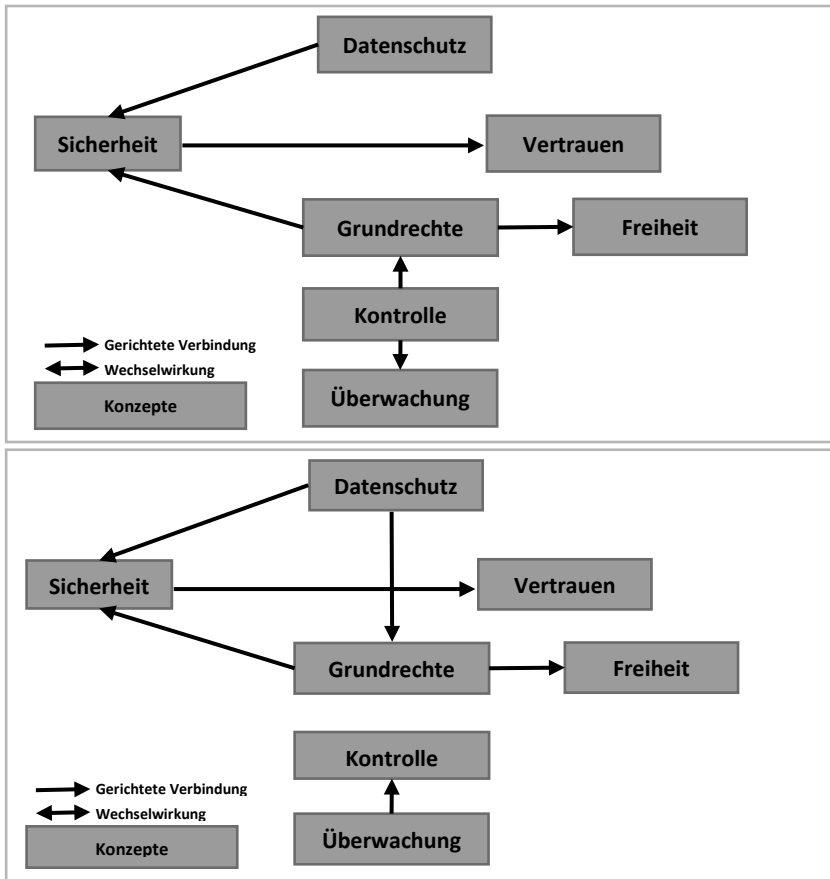 Datenschutz
Sicherheit
Vertrauen
Grundrechte
Freiheit
Kontrolle
Gerichtete Verbindung
Wechselwirkung
Überwachung
Konzepte
Datenschutz
Sicherheit
Vertrauen
Grundrechte
Freiheit
Kontrolle
Gerichtete Verbindung
Wechselwirkung
Überwachung
Konzepte